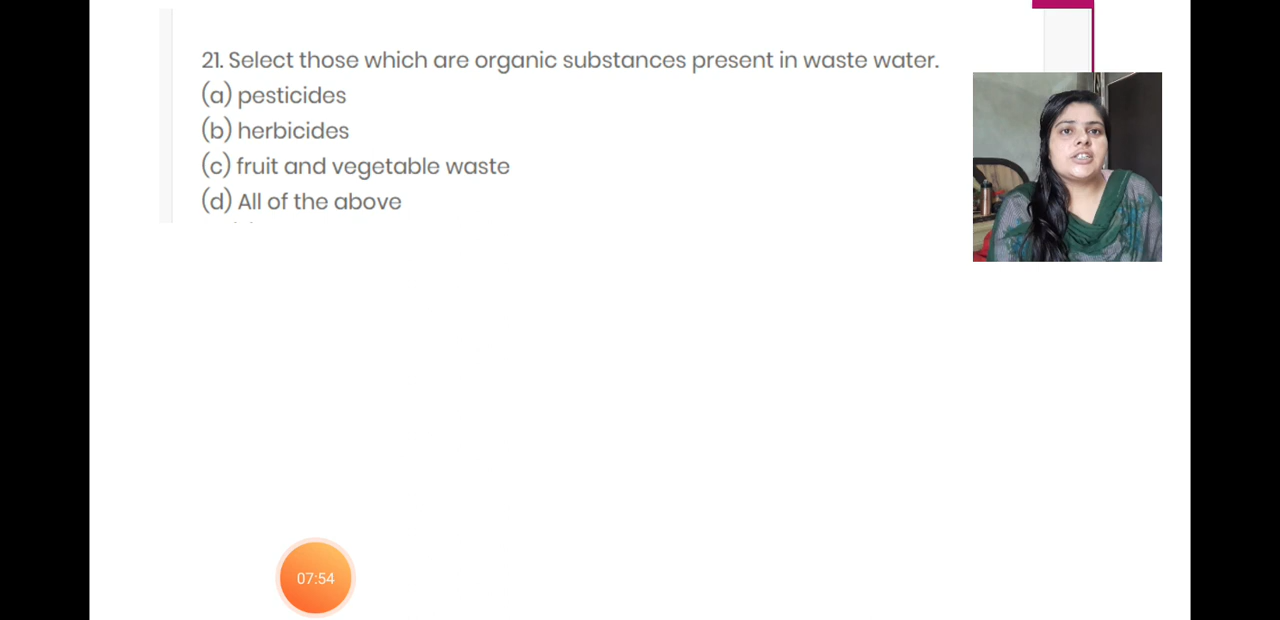 21. Select those which are organic substances present in waste water.
(a) pesticides
(b) herbicides
(c) fruit and vegetable waste
(d) All of the above
07:54